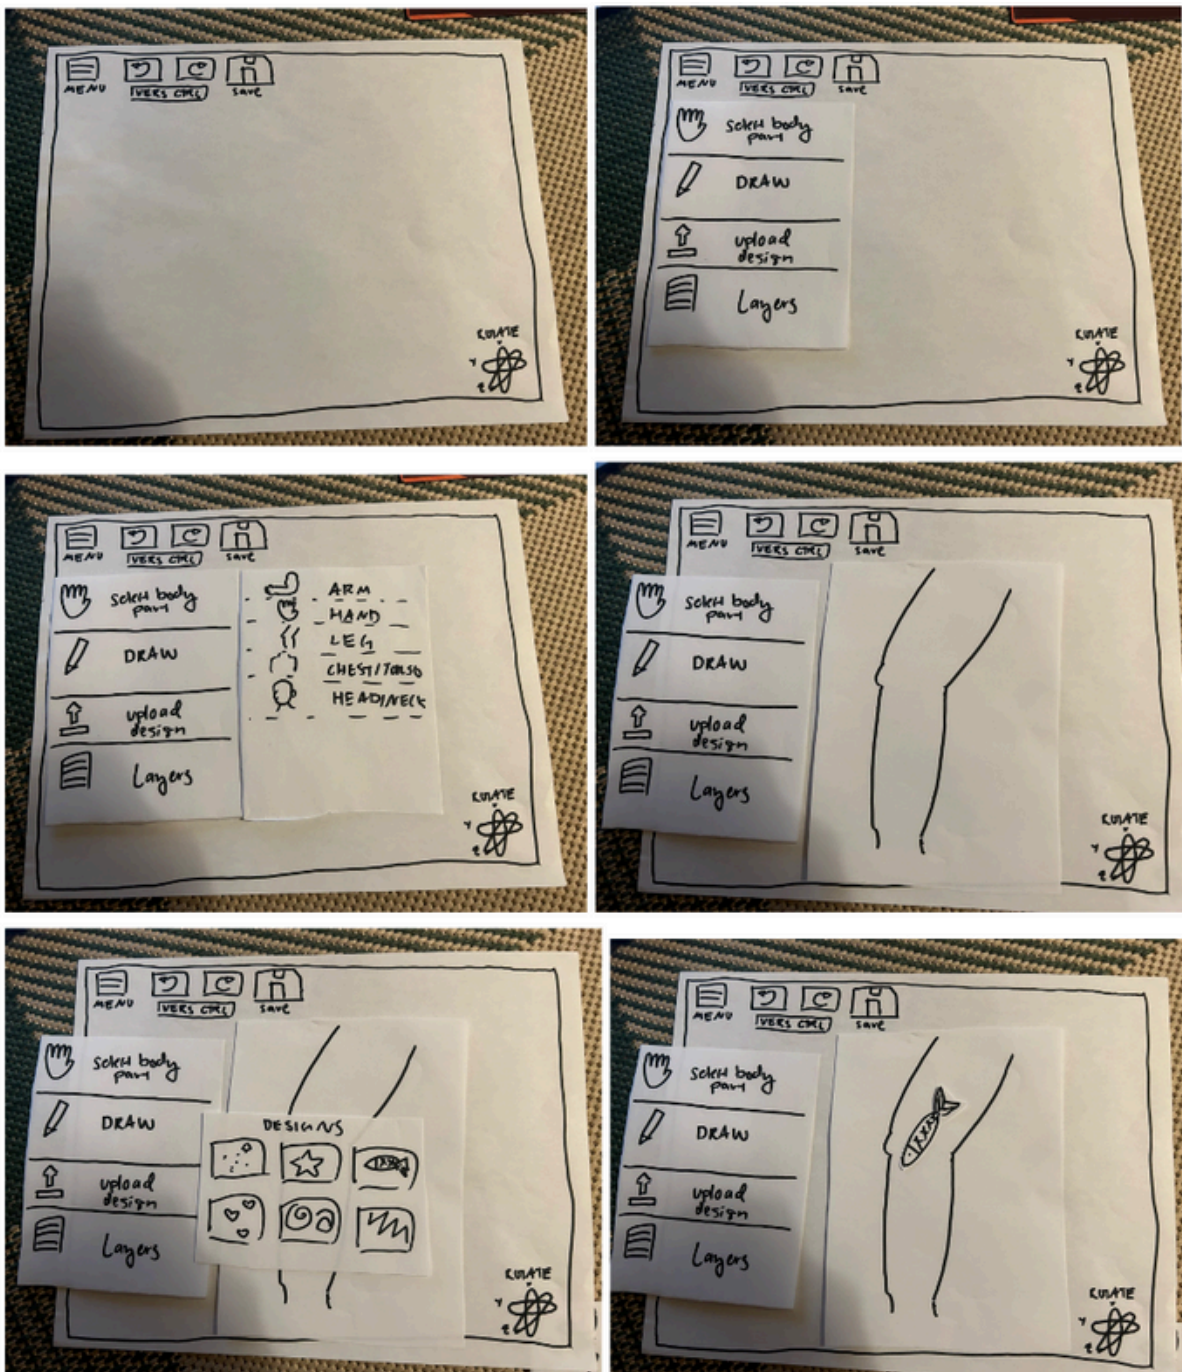 MENU
VERS CTRL
save
ROTATE
Y
Z
MENU
VERS CTRL
save
Select body
part
DRAW
upload
design
Layers
ROTATE
Y
Z
MENU
VERS CTRL
save
Select body
part
DRAW
upload
design
Layers
ARM
HAND
LEG
CHEST/TORSO
HEAD/NECK
ROTATE
Y
Z
MENU
VERS CTRL
save
Select body
part
DRAW
upload
design
Layers
ROTATE
Y
Z
MENU
VERS CTRL
save
Select body
part
DRAW
upload
design
Layers
DESIGNS
ROTATE
Y
Z
MENU
VERS CTRL
save
Select body
part
DRAW
upload
design
Layers
ROTATE
Y
Z